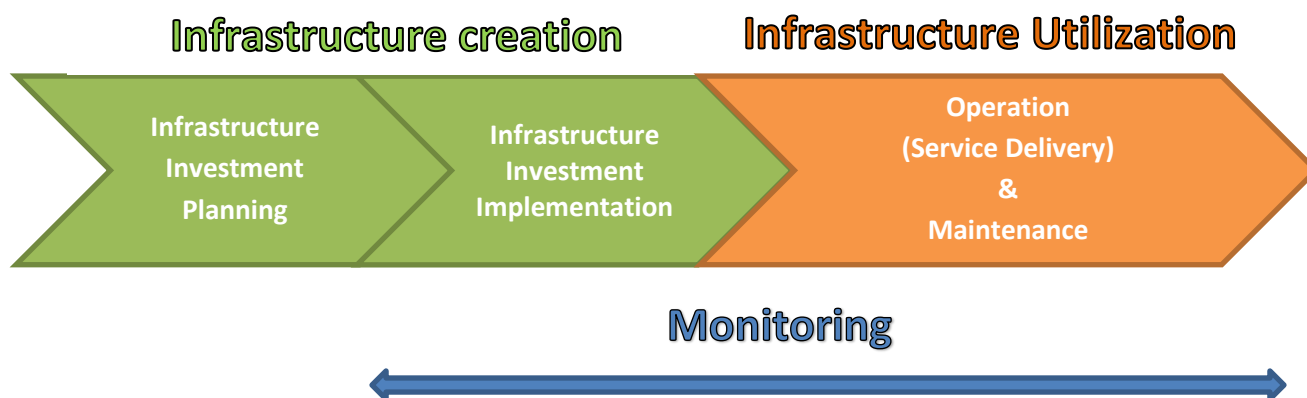 Infrastructure creation
Infrastructure Utilization
Infrastructure
Investment
Planning
Infrastructure
Investment
Implementation
Operation
(Service Delivery)
&
Maintenance
Monitoring